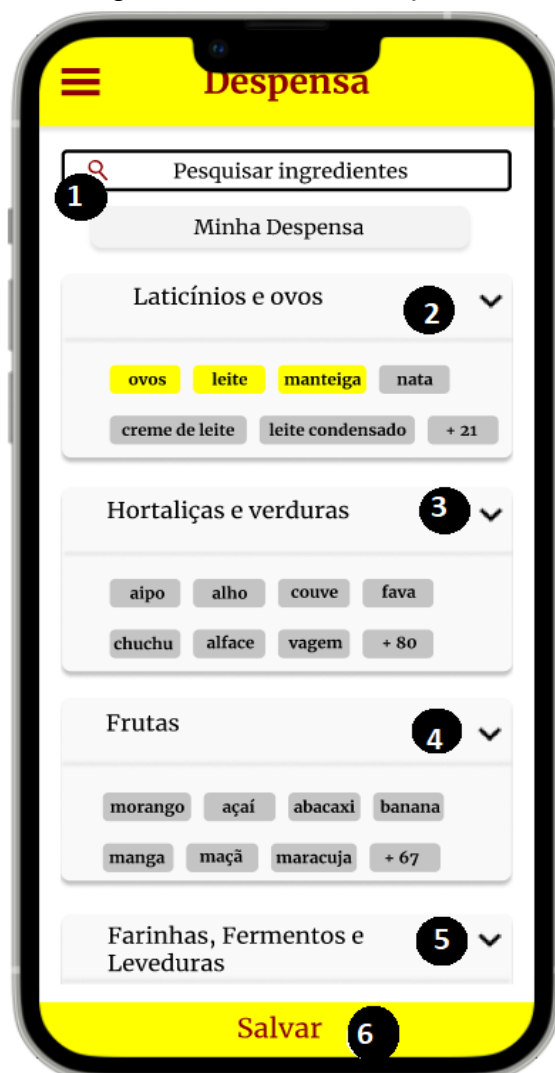 Despensa
Pesquisar ingredientes
1
Minha Despensa
Laticínios e ovos
2
ovos leite manteiga nata
creme de leite leite condensado + 21
Hortaliças e verduras
3
aipo alho couve fava
chuchu alface vagem + 80
Frutas
4
morango açaí abacaxi banana
manga maçã maracuja + 67
Farinhas, Fermentos e
Leveduras
5
Salvar
6